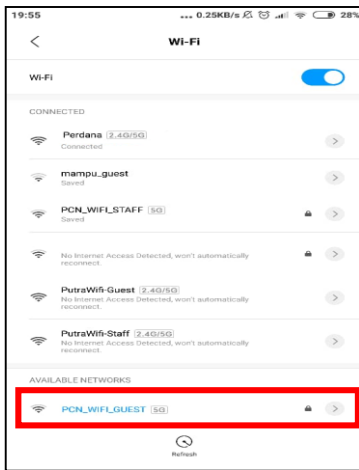 19:55
... 0.25KB/s 28%
Wi-Fi
Wi-Fi
CONNECTED
Perdana 2.4G/5G
Connected
mampu_guest
Saved
PCN_WIFI_STAFF 5G
Saved
No Internet Access Detected, won't automatically
reconnect.
PutraWifi-Guest 2.4G/5G
No Internet Access Detected, won't automatically
reconnect.
PutraWifi-Staff 2.4G/5G
No Internet Access Detected, won't automatically
reconnect.
AVAILABLE NETWORKS
PCN_WIFI_GUEST 5G
Refresh